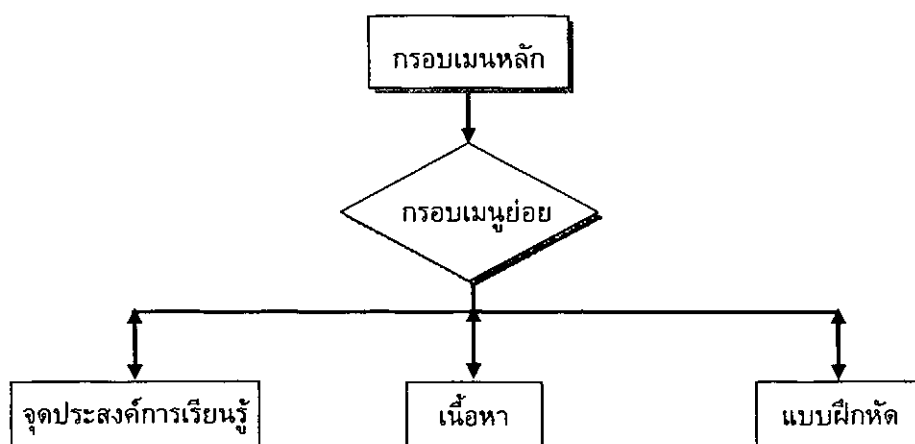 กรอบเมนหลัก
กรอบเมนูย่อย
จุดประสงค์การเรียนรู้
เนื้อหา
แบบฝึกหัด